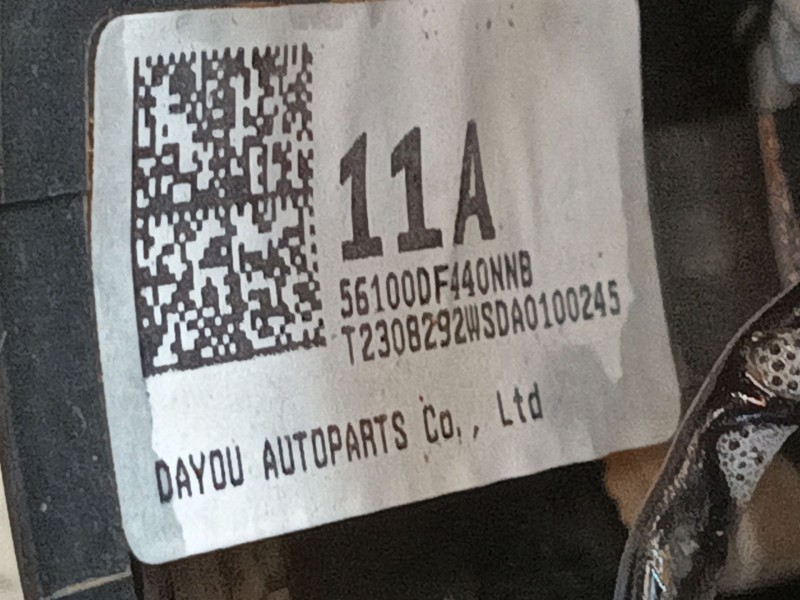 11A
56100DF440NNB
T2308292WSDA0100245
DAYOU AUTOPARTS Co., Ltd